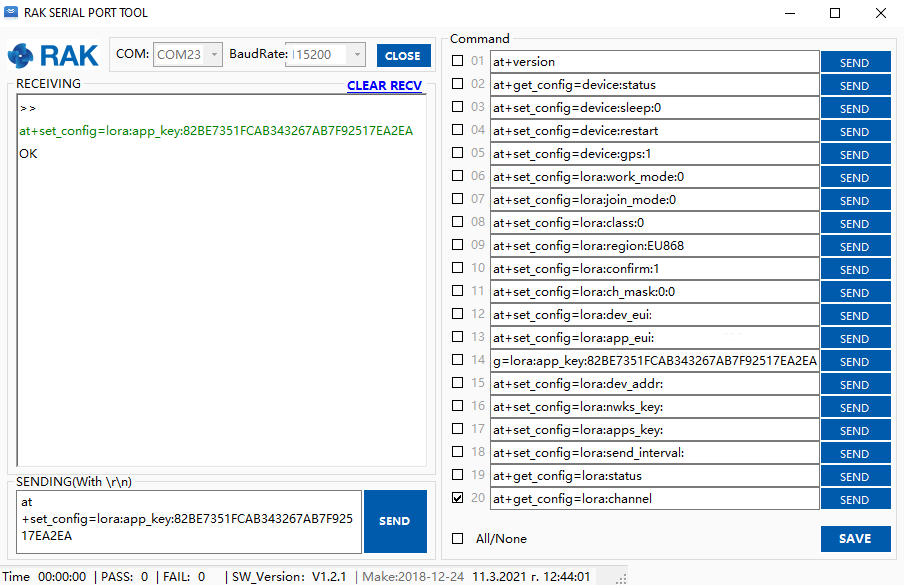 RAK SERIAL PORT TOOL
RAK
COM: COM23 BaudRate: 115200 CLOSE
RECEIVING
CLEAR RECV
>>
at+set_config=lora:app_key:82BE7351FCAB343267AB7F92517EA2EA
OK
SENDING(With \r\n)
at
+set_config=lora:app_key:82BE7351FCAB343267AB7F925
17EA2EA
SEND
Command
01 at+version SEND
02 at+get_config=device:status SEND
03 at+set_config=device:sleep:0 SEND
04 at+set_config=device:restart SEND
05 at+set_config=device:gps:1 SEND
06 at+set_config=lora:work_mode:0 SEND
07 at+set_config=lora:join_mode:0 SEND
08 at+set_config=lora:class:0 SEND
09 at+set_config=lora:region:EU868 SEND
10 at+set_config=lora:confirm:1 SEND
11 at+set_config=lora:ch_mask:0:0 SEND
12 at+set_config=lora:dev_eui: SEND
13 at+set_config=lora:app_eui: SEND
14 g=lora:app_key:82BE7351FCAB343267AB7F92517EA2EA SEND
15 at+set_config=lora:dev_addr: SEND
16 at+set_config=lora:nwks_key: SEND
17 at+set_config=lora:apps_key: SEND
18 at+set_config=lora:send_interval: SEND
19 at+get_config=lora:status SEND
20 at+get_config=lora:channel SEND
All/None SAVE
Time 00:00:00 | PASS: 0 | FAIL: 0 | SW_Version: V1.2.1 | Make:2018-12-24 11.3.2021 г. 12:44:01